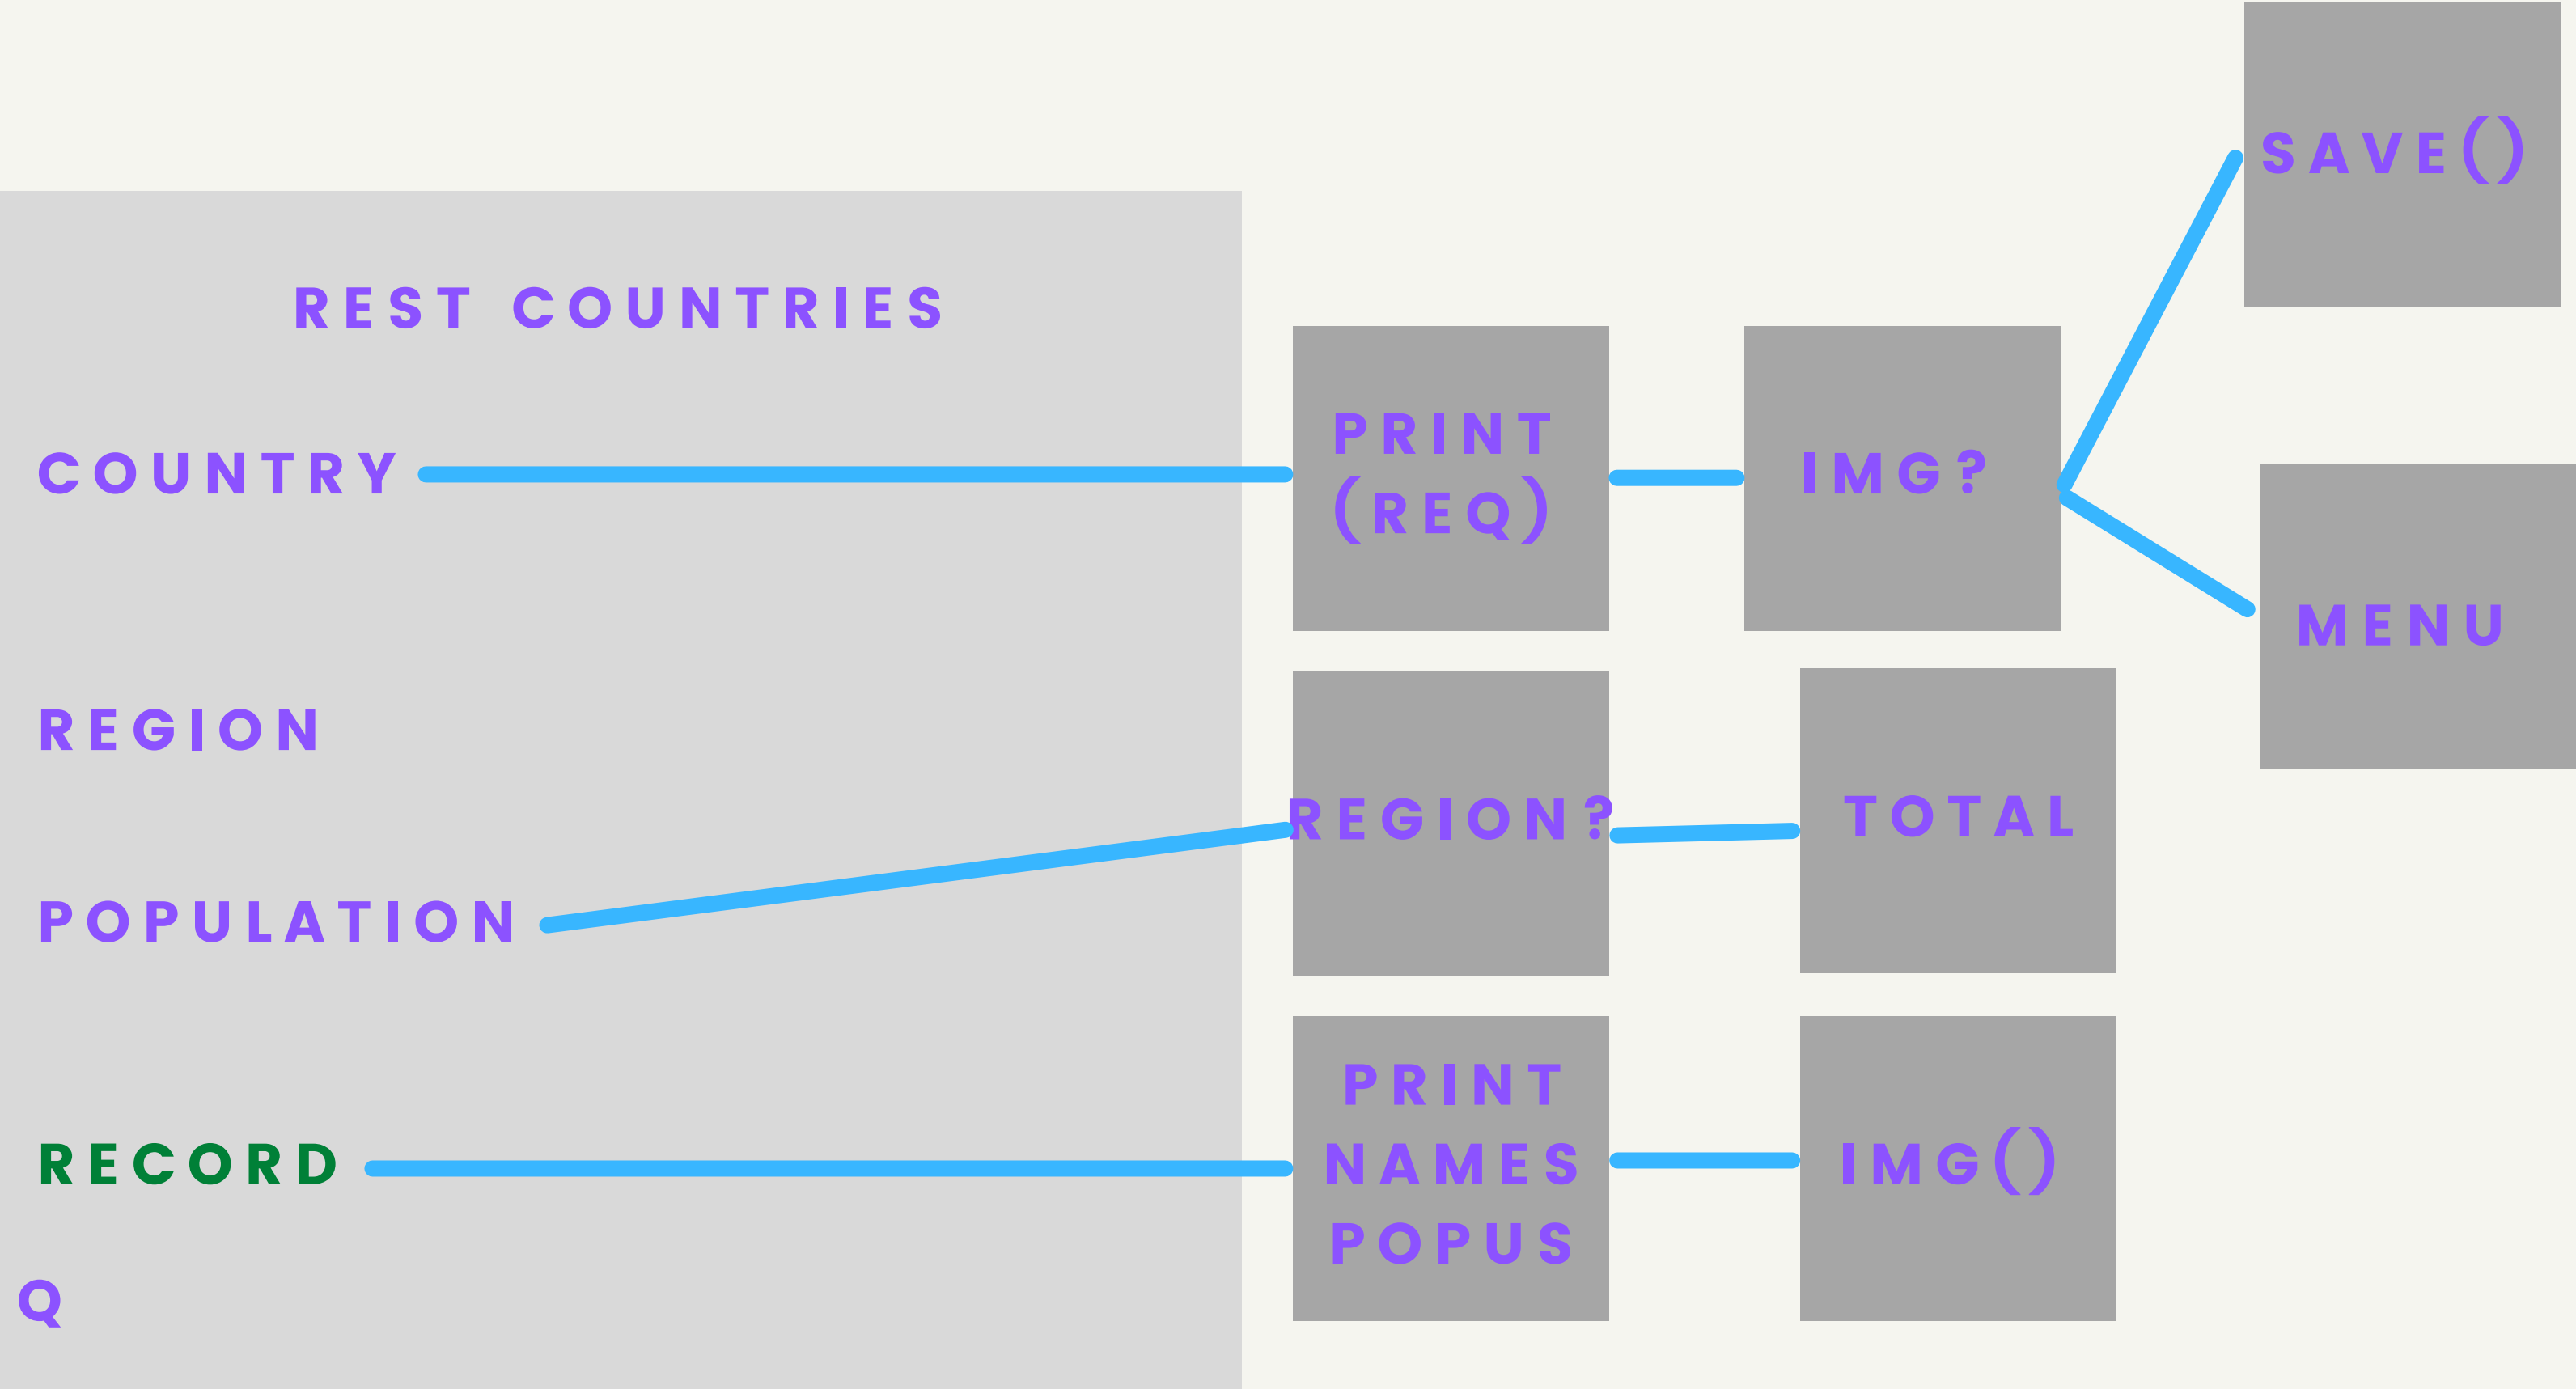 SAVE()
REST COUNTRIES
COUNTRY
PRINT
(REQ)
IMG?
MENU
REGION
REGION?
TOTAL
POPULATION
RECORD
PRINT
NAMES
POPUS
IMG()
Q